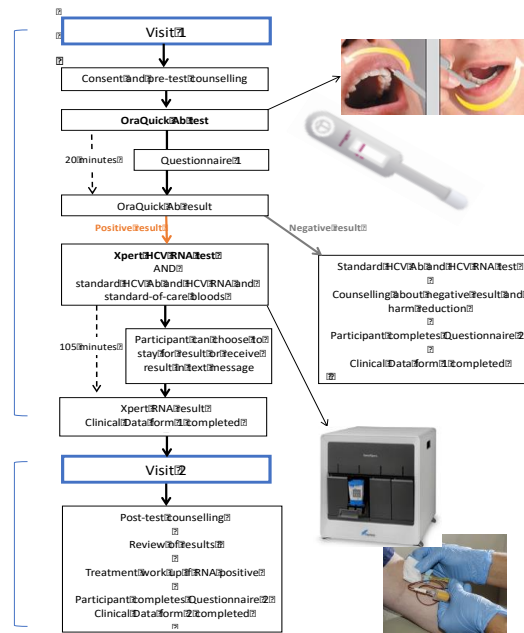 Visit 1
Consent and pre-test counselling
OraQuick Ab test
20 minutes
Questionnaire 1
OraQuick Ab result
Positive result
Negative result
Xpert HCV RNA test
AND
standard HCV Ab and HCV RNA and
standard-of-care bloods
Standard HCV Ab and HCV RNA test
Counselling about negative result and
harm reduction
Participant completes Questionnaire 2
Clinical Data form 1 completed
105 minutes
Participant can choose to
stay for result or receive
result in text message
Xpert RNA result
Clinical Data form 1 completed
Visit 2
Post-test counselling
Review of results
Treatment work up if RNA positive
Participant completes Questionnaire 2
Clinical Data form 2 completed